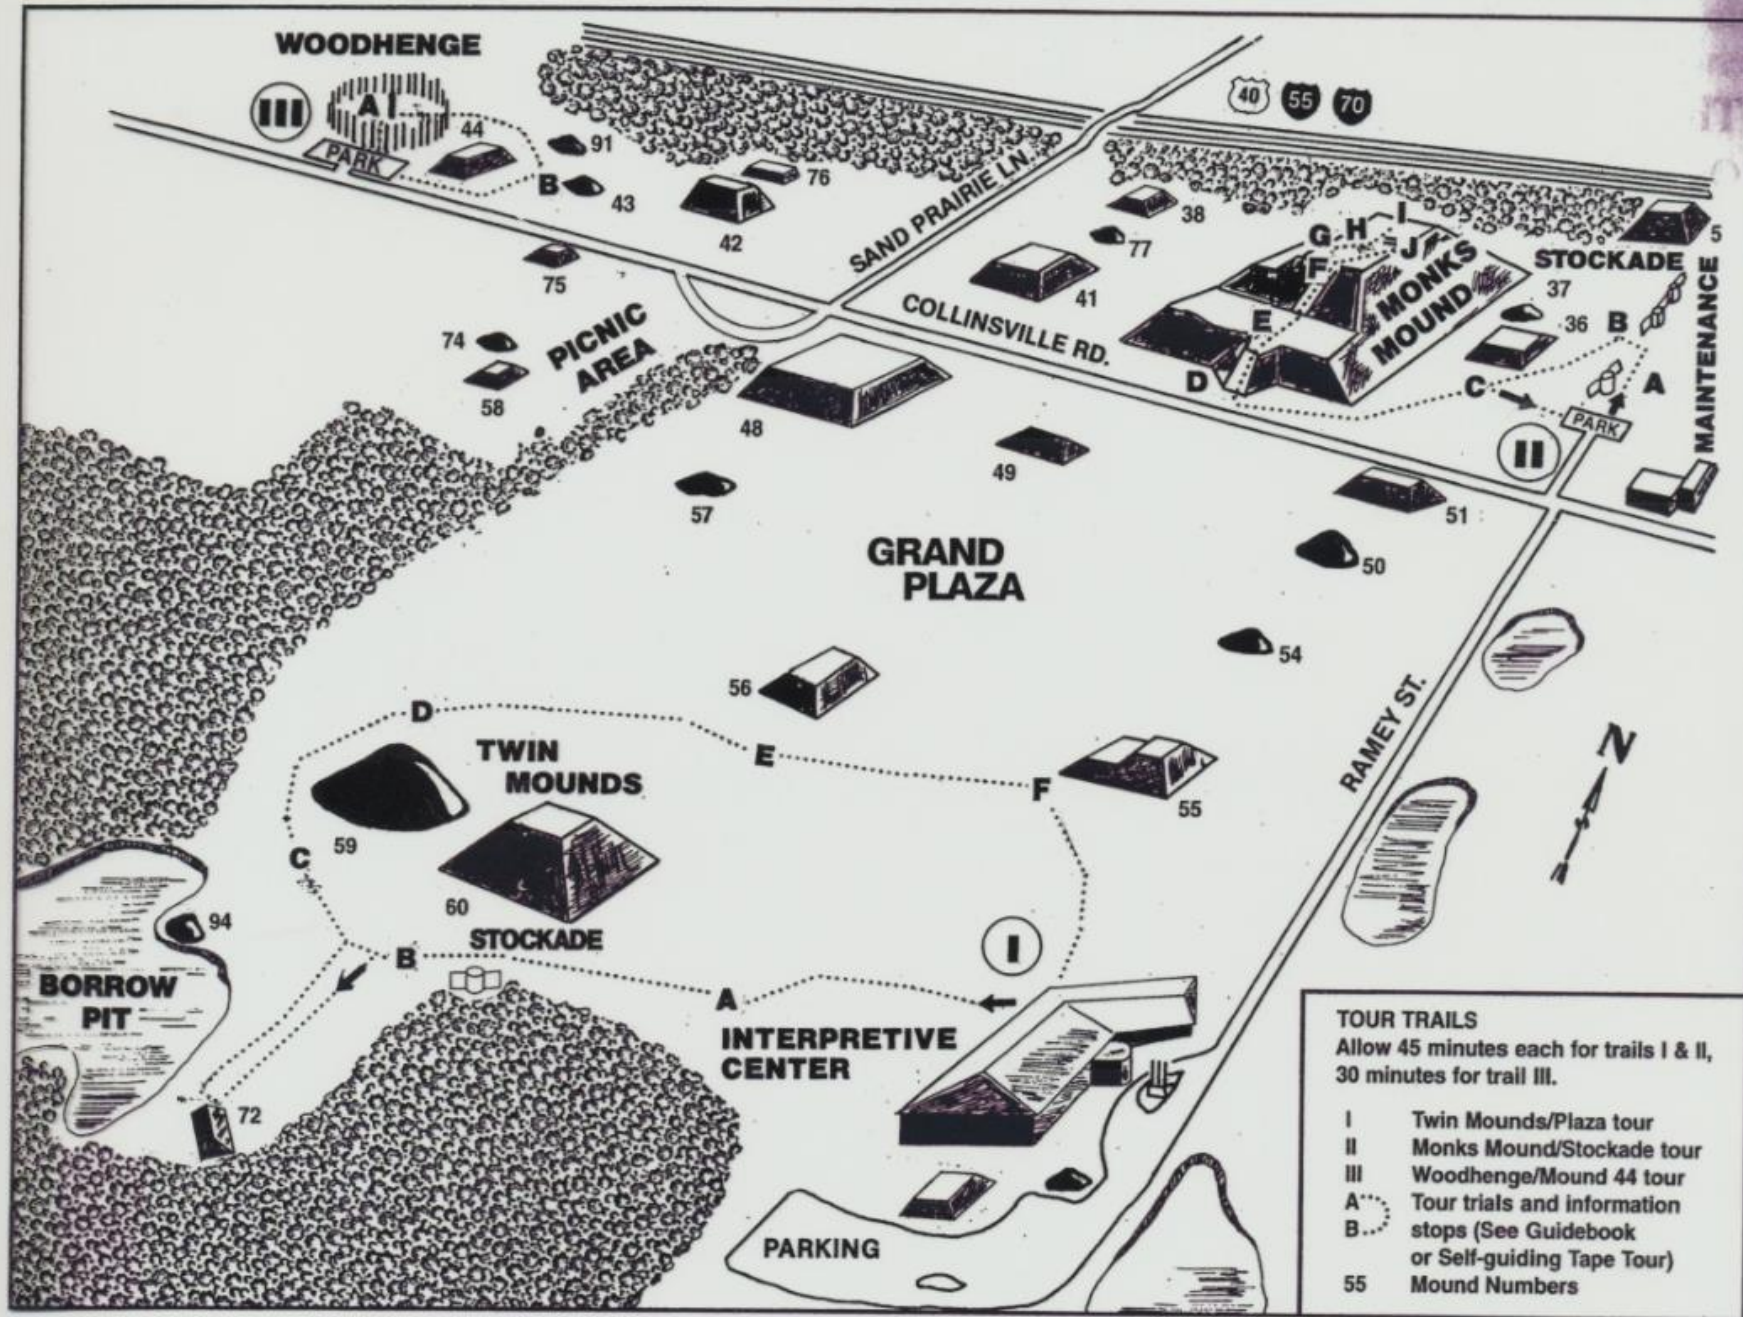 WOODHENGE
III
A
44
PARK
91
B
43
76
42
75
SAND PRAIRIE LN.
40
55
70
38
77
41
COLLINSVILLE RD.
G
H
I
F
J
E
D
MONKS
MOUND
5
STOCKADE
37
36
B
C
A
PARK
II
MAINTENANCE
74
58
PICNIC
AREA
48
49
57
51
50
54
GRAND
PLAZA
56
55
RAMEY ST.
N
D
E
F
TWIN
MOUNDS
59
60
C
94
BORROW
PIT
STOCKADE
B
A
I
72
INTERPRETIVE
CENTER
PARKING
TOUR TRAILS
Allow 45 minutes each for trails I & II,
30 minutes for trail III.
I Twin Mounds/Plaza tour
II Monks Mound/Stockade tour
III Woodhenge/Mound 44 tour
A Tour trials and information
B stops (See Guidebook
or Self-guiding Tape Tour)
55 Mound Numbers